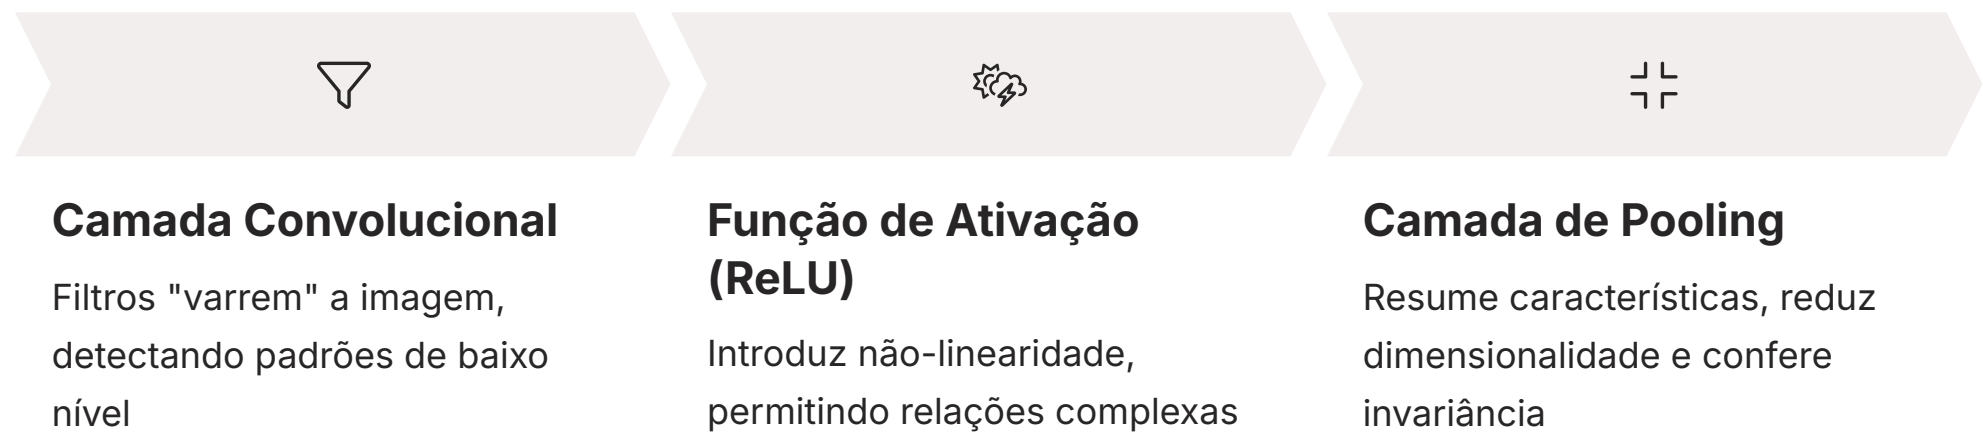 Camada Convolucional
Filtros "varrem" a imagem,
detectando padrões de baixo
nível
Função de Ativação
(ReLU)
Introduz não-linearidade,
permitindo relações complexas
Camada de Pooling
Resume características, reduz
dimensionalidade e confere
invariância